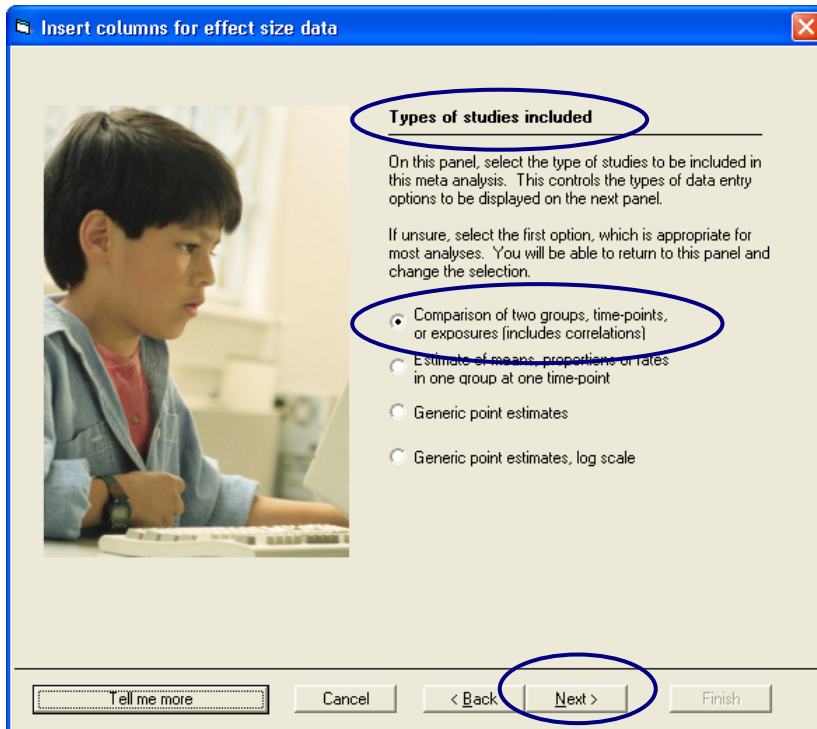 Insert columns for effect size data
Types of studies included
On this panel, select the type of studies to be included in
this meta analysis. This controls the types of data entry
options to be displayed on the next panel.
If unsure, select the first option, which is appropriate for
most analyses. You will be able to return to this panel and
change the selection.
Comparison of two groups, time-points,
or exposures (includes correlations)
Estimate of means, proportions or rates
in one group at one time-point
Generic point estimates
Generic point estimates, log scale
Tell me more
Cancel
< Back
Next >
Finish